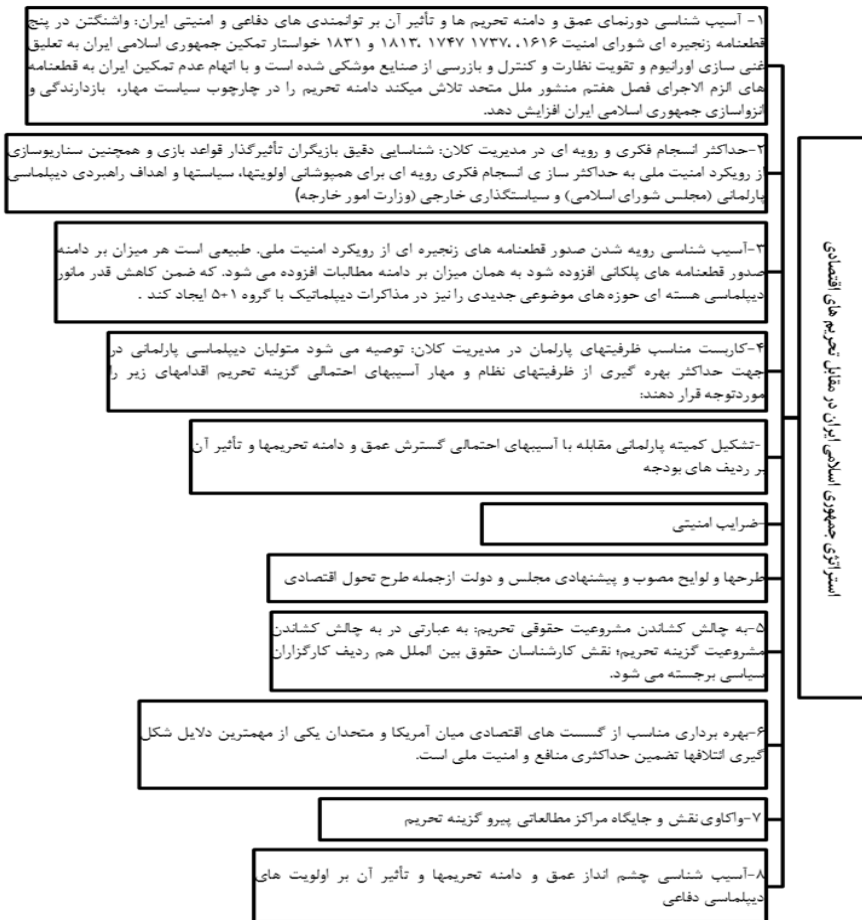 استراتژی جمهوری اسلامی ایران در مقابل تحریم های اقتصادی
۱- آسیب شناسی دورنمای عمق و دامنه تحریم ها و تأثیر آن بر توانمندی های دفاعی و امنیتی ایران: واشنگتن در پنج
قطعنامه زنجیره ای شورای امنیت ۱۶۱۶، ۱۷۳۷، ۱۷۴۷ ،۱۸۱۳ و ۱۸۳۱ خواستار تمکین جمهوری اسلامی ایران به تعلیق
غنی سازی اورانیوم و تقویت نظارت و کنترل و بازرسی از صنایع موشکی شده است و با اتهام عدم تمکین ایران به قطعنامه
های الزم الاجرای فصل هفتم منشور ملل متحد تلاش میکند دامنه تحریم را در چارچوب سیاست مهار، بازدارندگی و
انزواسازی جمهوری اسلامی ایران افزایش دهد.
۲-حداکثر انسجام فکری و رویه ای در مدیریت کلان: شناسایی دقیق بازیگران تأثیرگذار قواعد بازی و همچنین سناریوسازی
از رویکرد امنیت ملی به حداکثر ساز ی انسجام فکری رویه ای برای همپوشانی اولویتها، سیاستها و اهداف راهبردی دیپلماسی
پارلمانی (مجلس شورای اسلامی) و سیاستگذاری خارجی (وزارت امور خارجه)
۳-آسیب شناسی رویه شدن صدور قطعنامه های زنجیره ای از رویکرد امنیت ملی. طبیعی است هر میزان بر دامنه
صدور قطعنامه های پلکانی افزوده شود به همان میزان بر دامنه مطالبات افزوده می شود. که ضمن کاهش قدر مانور
دیپلماسی هسته ای حوزه های موضوعی جدیدی را نیز در مذاکرات دیپلماتیک با گروه ۱+۵ ایجاد کند .
۴-کاربست مناسب ظرفیتهای پارلمان در مدیریت کلان: توصیه می شود متولیان دیپلماسی پارلمانی در
جهت حداکثر بهره گیری از ظرفیتهای نظام و مهار آسیبهای احتمالی گزینه تحریم اقدامهای زیر را
موردتوجه قرار دهند:
-تشکیل کمیته پارلمانی مقابله با آسیبهای احتمالی گسترش عمق و دامنه تحریمها و تأثیر آن
بر ردیف های بودجه
-ضرایب امنیتی
طرحها و لوایح مصوب و پیشنهادی مجلس و دولت ازجمله طرح تحول اقتصادی
۵-به چالش کشاندن مشروعیت حقوقی تحریم: به عبارتی در به چالش کشاندن
مشروعیت گزینه تحریم؛ نقش کارشناسان حقوق بین الملل هم ردیف کارگزاران
سیاسی برجسته می شود.
۶-بهره برداری مناسب از گسست های اقتصادی میان آمریکا و متحدان یکی از مهمترین دلایل شکل
گیری ائتلافها تضمین حداکثری منافع و امنیت ملی است.
۷-واکاوی نقش و جایگاه مراکز مطالعاتی پیرو گزینه تحریم
۸-آسیب شناسی چشم انداز عمق و دامنه تحریمها و تأثیر آن بر اولویت های
دیپلماسی دفاعی